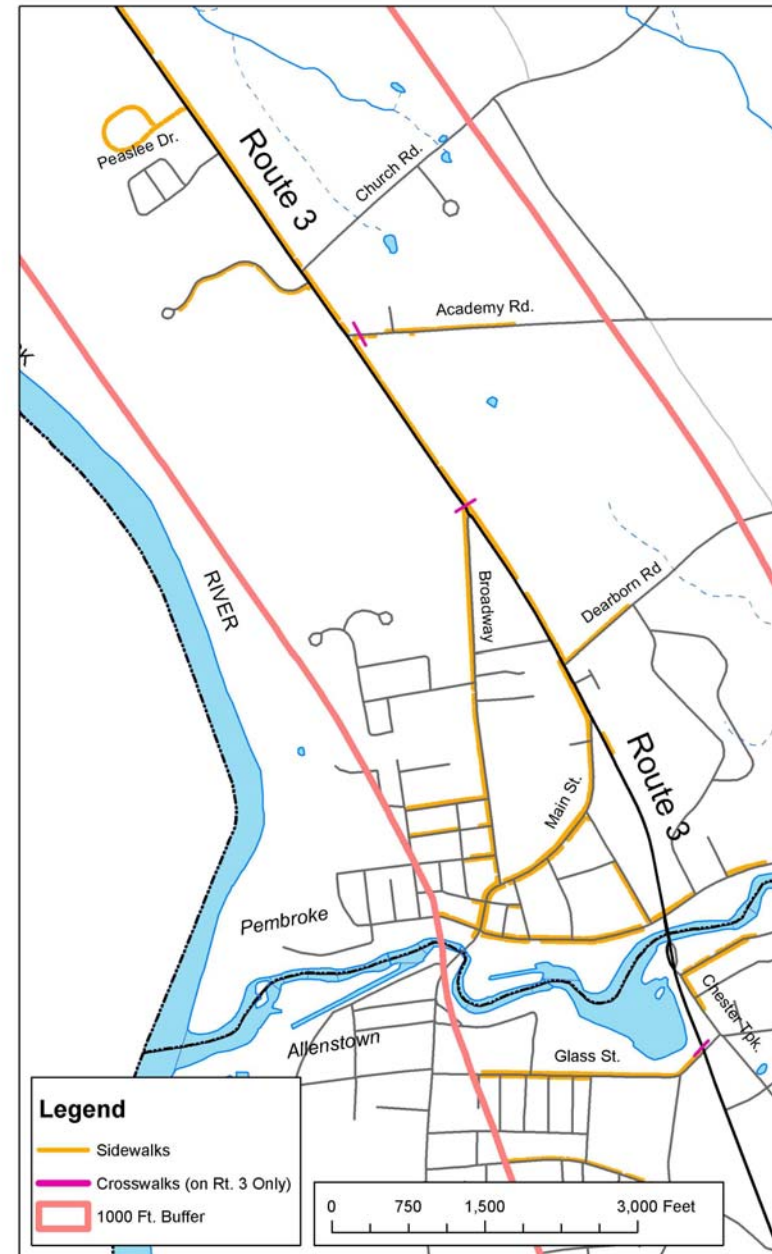 Peaslee Dr.
Route 3
Church Rd.
Academy Rd.
RIVER
Broadway
Dearborn Rd
Route 3
Main St.
Pembroke
Chester Tpk.
Allenstown
Glass St.
Legend
Sidewalks
Crosswalks (on Rt. 3 Only)
1000 Ft. Buffer
0 750 1,500 3,000 Feet